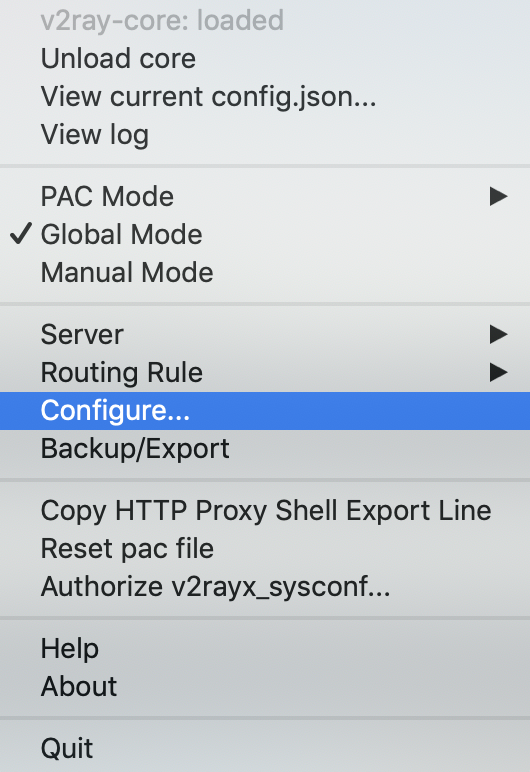 v2ray-core: loaded
Unload core
View current config.json...
View log
PAC Mode
Global Mode
Manual Mode
Server
Routing Rule
Configure...
Backup/Export
Copy HTTP Proxy Shell Export Line
Reset pac file
Authorize v2rayx_sysconf...
Help
About
Quit